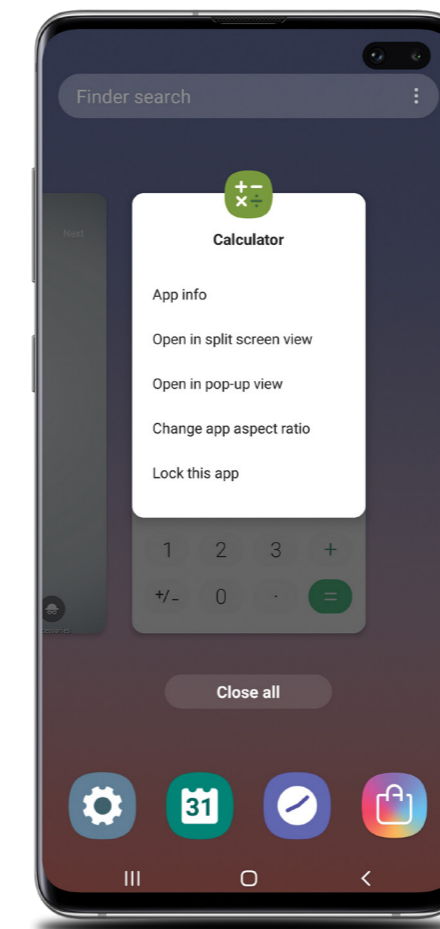 Finder search
Next
Calculator
App info
Open in split screen view
Open in pop-up view
Change app aspect ratio
Lock this app
1 2 3 +
+/- 0 . =
Close all
31